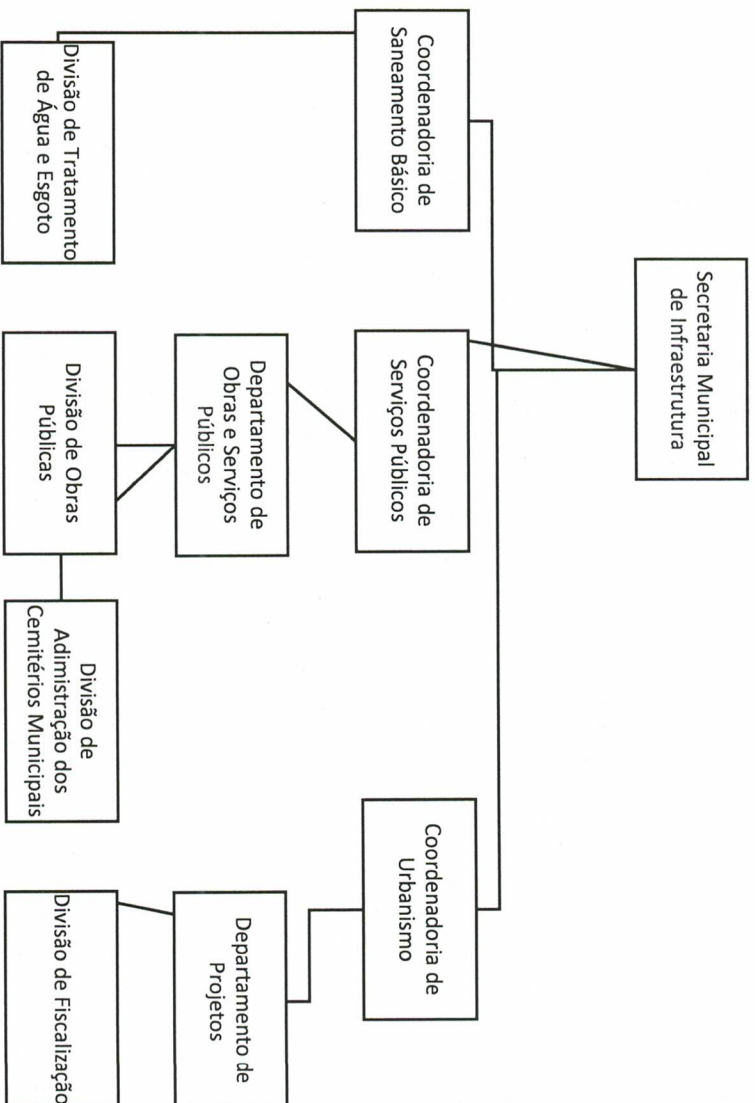 Secretaria Municipal
de Infraestrutura
Coordenadoria de
Saneamento Básico
Coordenadoria de
Serviços Públicos
Coordenadoria de
Urbanismo
Departamento de
Obras e Serviços
Públicos
Departamento de
Projetos
Divisão de Tratamento
de Água e Esgoto
Divisão de Obras
Públicas
Divisão de
Adimistração dos
Cemitérios Municipais
Divisão de Fiscalização